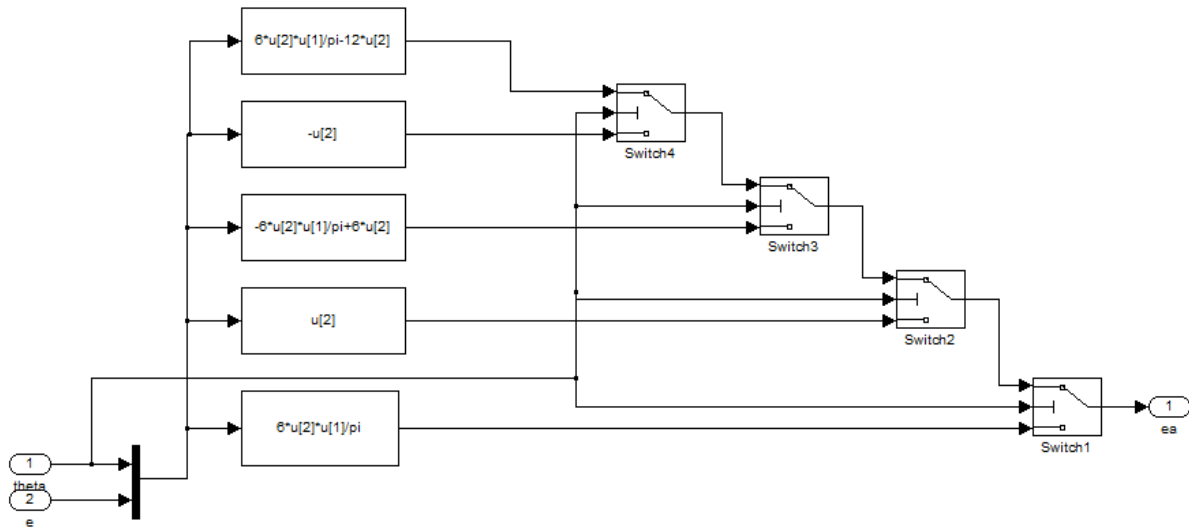 6*u[2]*u[1]/pi-12*u[2]
-u[2]
Switch4
-6*u[2]*u[1]/pi+6*u[2]
Switch3
u[2]
Switch2
6*u[2]*u[1]/pi
1
ea
Switch1
1
theta
2
e